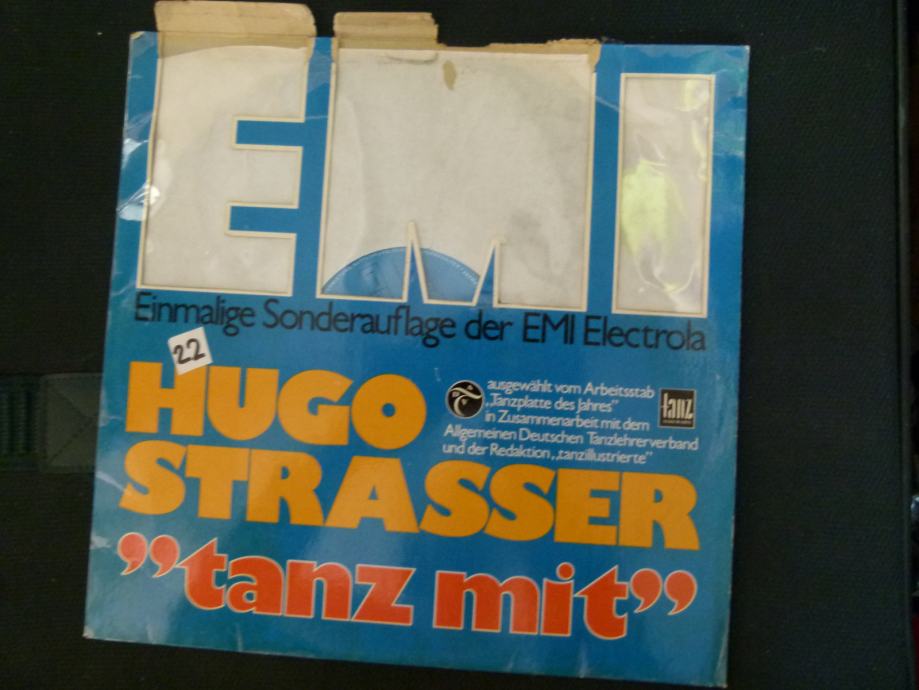 EMI
Einmalige Sonderauflage der EMI Electrola
22
HUGO
STRASSER
ausgewählt vom Arbeitsstab
„Tanzplatte des Jahres”
in Zusammenarbeit mit dem
Allgemeinen Deutschen Tanzlehrerverband
und der Redaktion „tanzillustrierte”
tanz
”tanz mit”